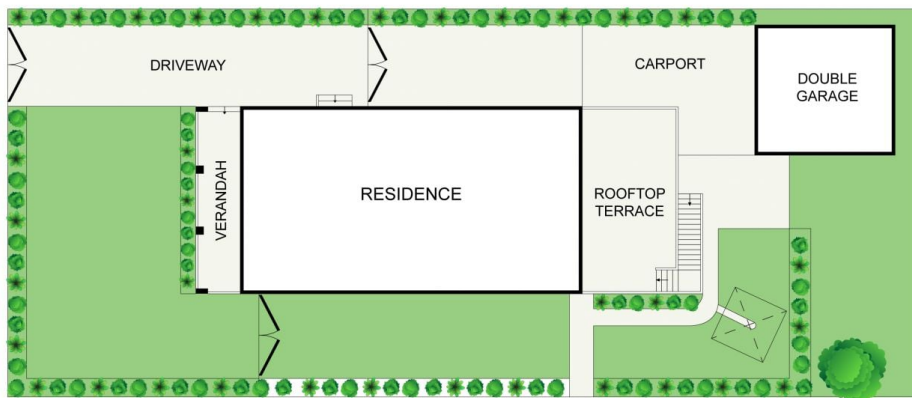 DRIVEWAY
CARPORT
DOUBLE
GARAGE
VERANDAH
RESIDENCE
ROOFTOP
TERRACE